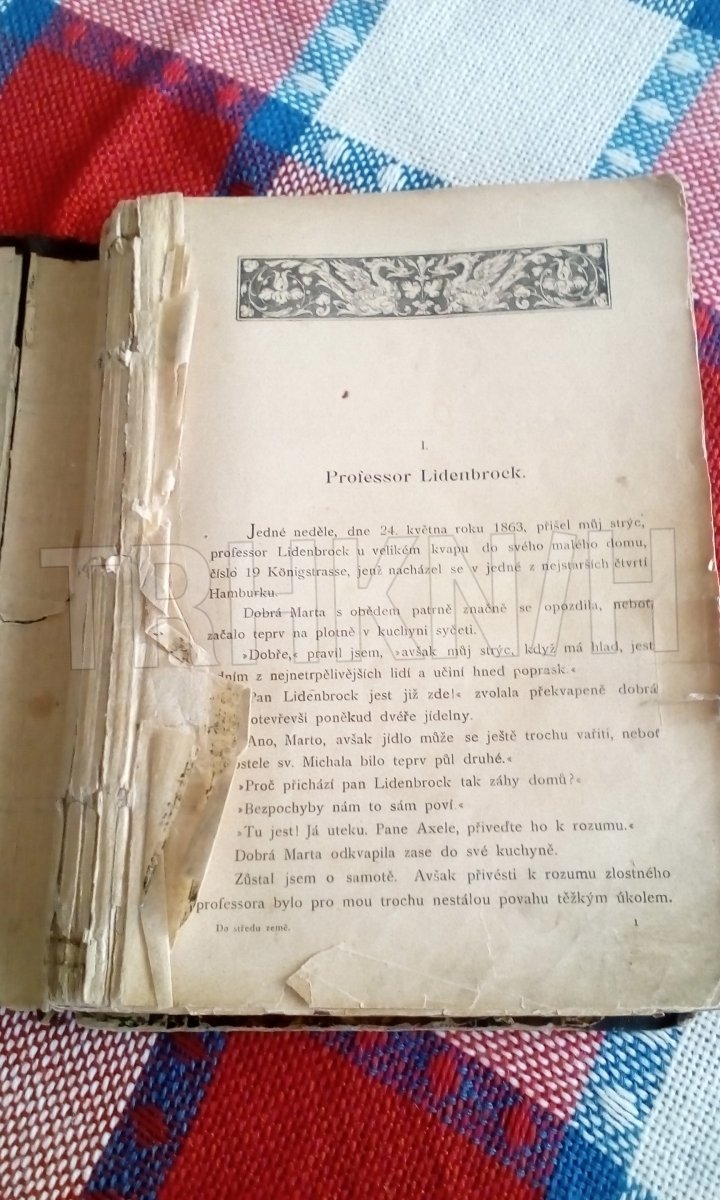 I.
Professor Lidenbrock.
Jedné neděle, dne 24. května roku 1863, přišel můj strýc,
professor Lidenbrock u velikém kvapu do svého malého domu,
číslo 19 Königstrasse, jenž nacházel se v jedné z nejstarších čtvrtí
Hamburku.
Dobrá Marta s obědem patrně značně se opozdila, neboť
začalo teprv na plotně v kuchyni syčeti.
»Dobře,« pravil jsem, »avšak můj strýc, když má hlad, jest
z nejnetrpělivějších lidí a učiní hned poprask.«
Pan Lidenbrock jest již zde!« zvolala překvapeně dobrá
otevřevši poněkud dvéře jídelny.
Ano, Marto, avšak jídlo může se ještě trochu vařiti, neboť
sv. Michala bilo teprv půl druhé.«
»Proč přichází pan Lidenbrock tak záhy domů?«
»Bezpochyby nám to sám poví.«
»Tu jest! Já uteku. Pane Axele, přiveďte ho k rozumu.«
Dobrá Marta odkvapila zase do své kuchyně.
Zůstal jsem o samotě. Avšak přivésti k rozumu zlostného
professora bylo pro mou trochu nestálou povahu těžkým úkolem.
Do středu země. 1